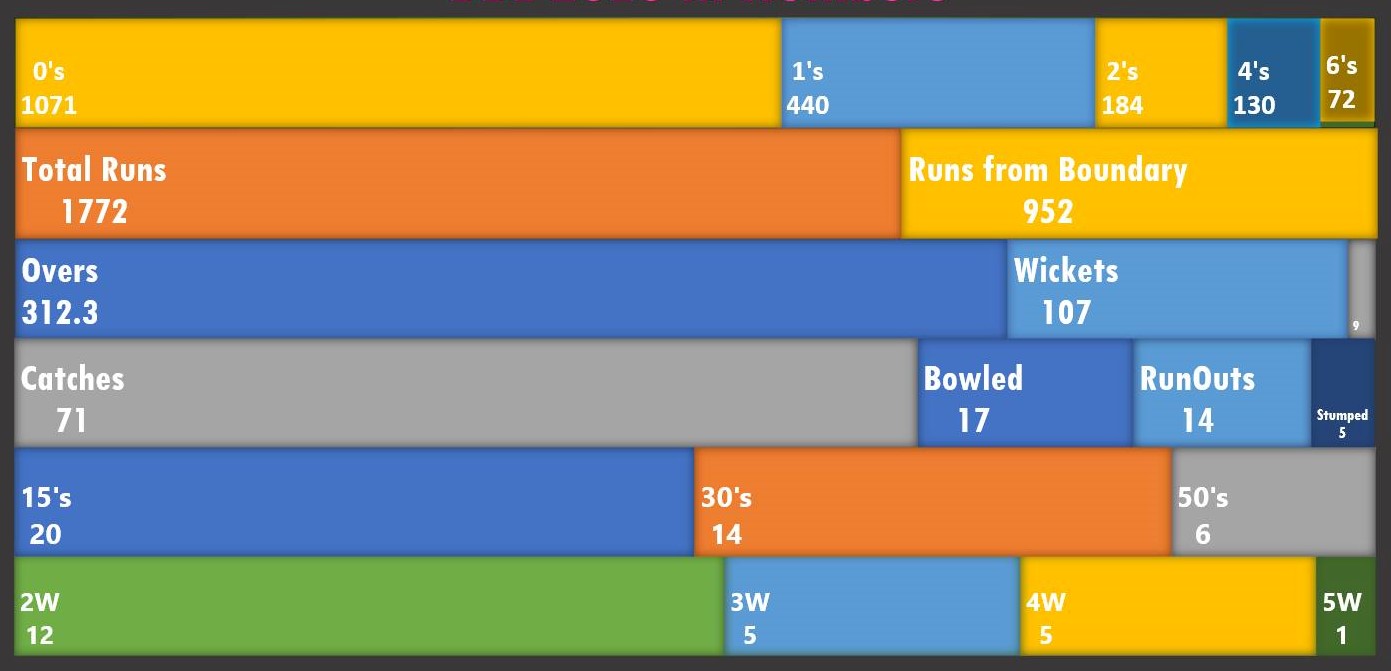 0's
1071
1's
440
2's
184
4's
130
6's
72
Total Runs
1772
Runs from Boundary
952
Overs
312.3
Wickets
107
9
Catches
71
Bowled
17
RunOuts
14
Stumped
5
15's
20
30's
14
50's
6
2W
12
3W
5
4W
5
5W
1